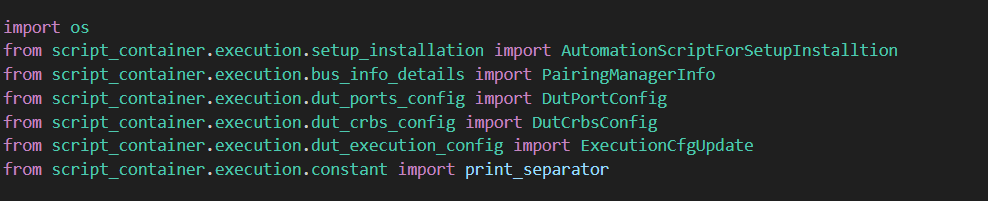 import os
from script_container.execution.setup_installation import AutomationScriptForSetupInstalltion
from script_container.execution.bus_info_details import PairingManagerInfo
from script_container.execution.dut_ports_config import DutPortConfig
from script_container.execution.dut_crbs_config import DutCrbsConfig
from script_container.execution.dut_execution_config import ExecutionCfgUpdate
from script_container.execution.constant import print_separator